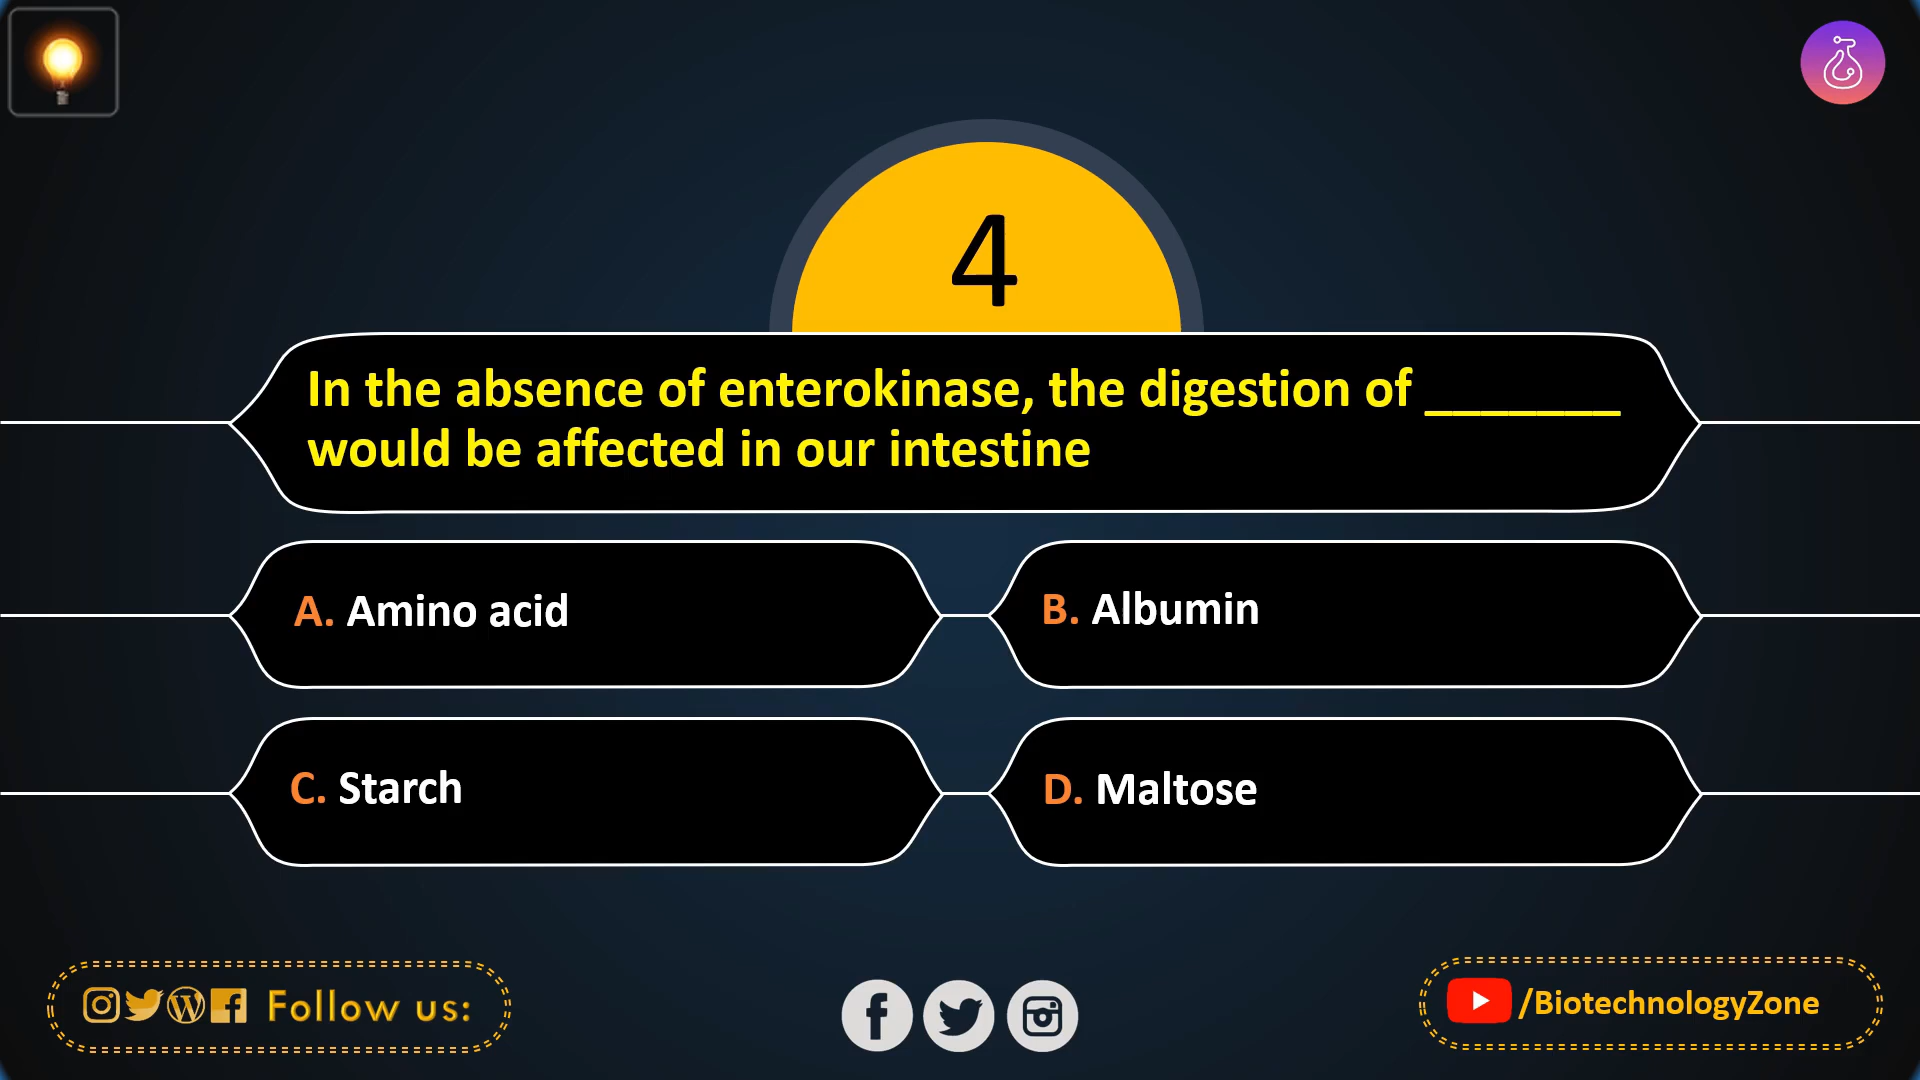 4
In the absence of enterokinase, the digestion of _______
would be affected in our intestine
A. Amino acid
B. Albumin
C. Starch
D. Maltose
Follow us:
/BiotechnologyZone